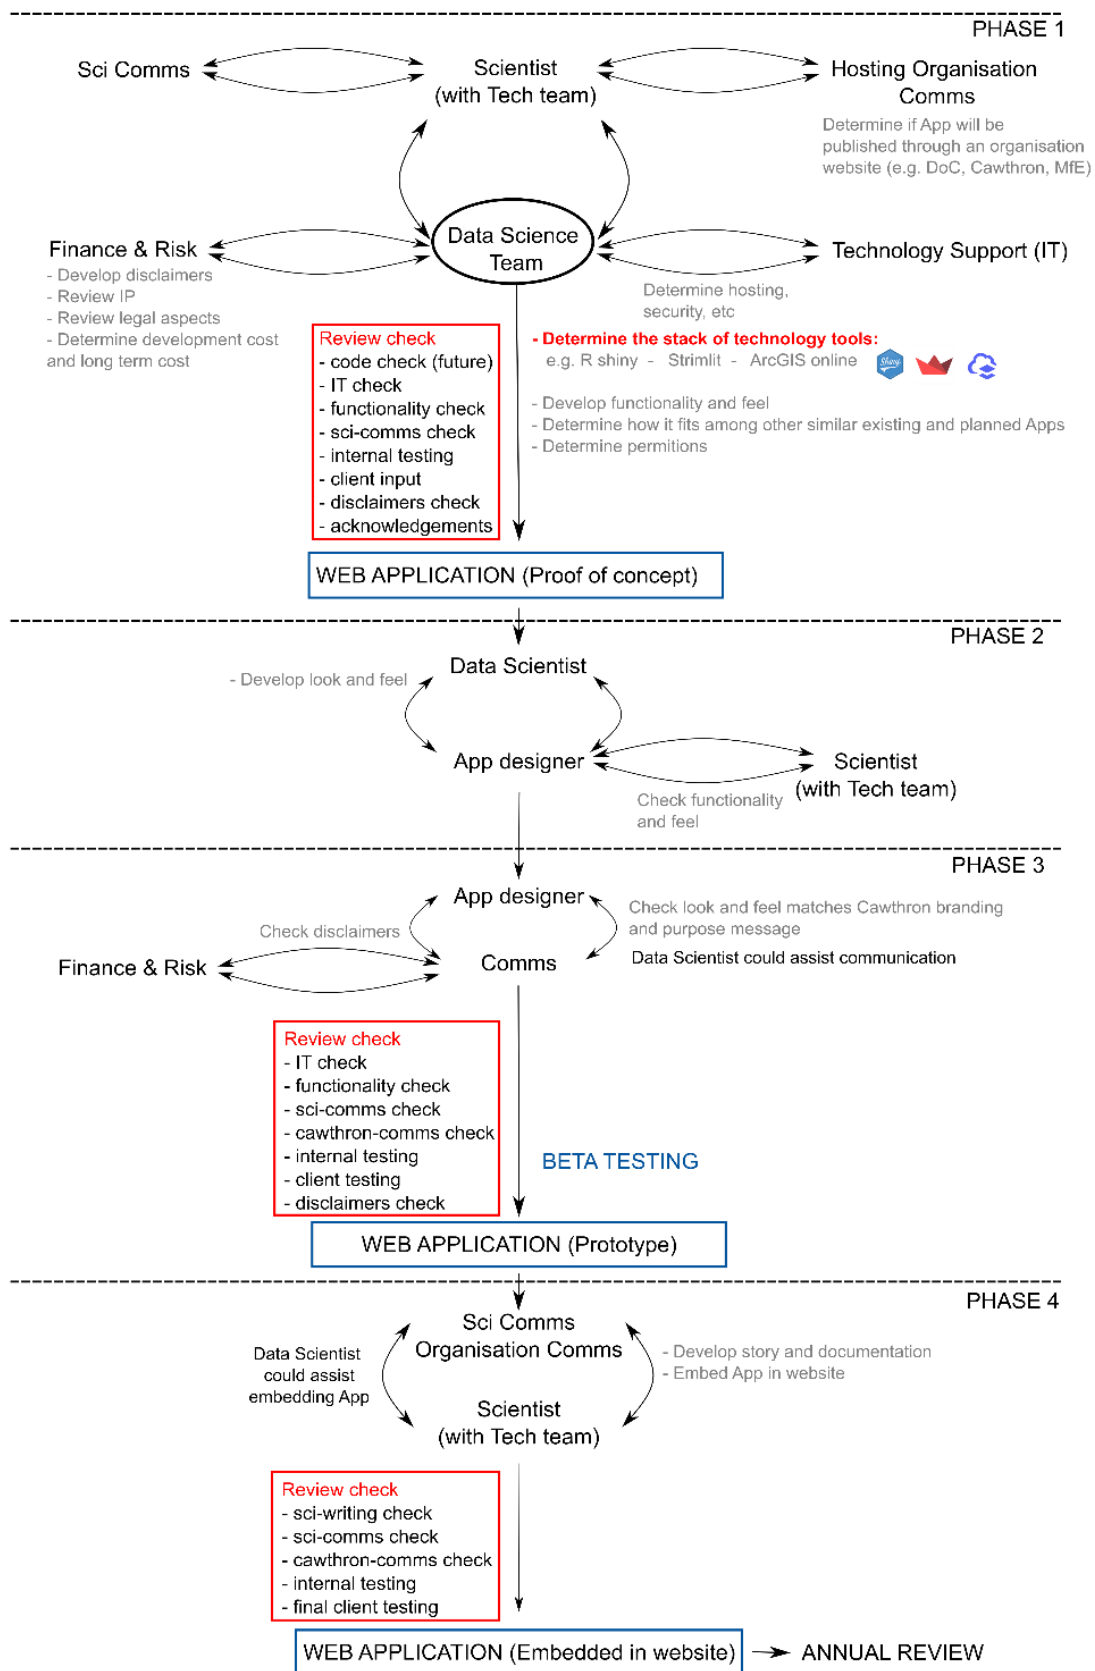 PHASE 1
Sci Comms
Scientist
(with Tech team)
Hosting Organisation
Comms
Determine if App will be
published through an organisation
website (e.g. DoC, Cawthron, MfE)
Finance & Risk
- Develop disclaimers
- Review IP
- Review legal aspects
- Determine development cost
and long term cost
Data Science
Team
Technology Support (IT)
Determine hosting,
security, etc
- Determine the stack of technology tools:
e.g. R shiny - Strimlit - ArcGIS online
Shiny
- Develop functionality and feel
- Determine how it fits among other similar existing and planned Apps
- Determine permitions
Review check
- code check (future)
- IT check
- functionality check
- sci-comms check
- internal testing
- client input
- disclaimers check
- acknowledgements
WEB APPLICATION (Proof of concept)
PHASE 2
Data Scientist
- Develop look and feel
App designer
Scientist
(with Tech team)
Check functionality
and feel
PHASE 3
App designer
Check disclaimers
Check look and feel matches Cawthron branding
and purpose message
Data Scientist could assist communication
Finance & Risk
Comms
Review check
- IT check
- functionality check
- sci-comms check
- cawthron-comms check
- internal testing
- client testing
- disclaimers check
BETA TESTING
WEB APPLICATION (Prototype)
PHASE 4
Sci Comms
Organisation Comms
Data Scientist
could assist
embedding App
- Develop story and documentation
- Embed App in website
Scientist
(with Tech team)
Review check
- sci-writing check
- sci-comms check
- cawthron-comms check
- internal testing
- final client testing
WEB APPLICATION (Embedded in website)
ANNUAL REVIEW